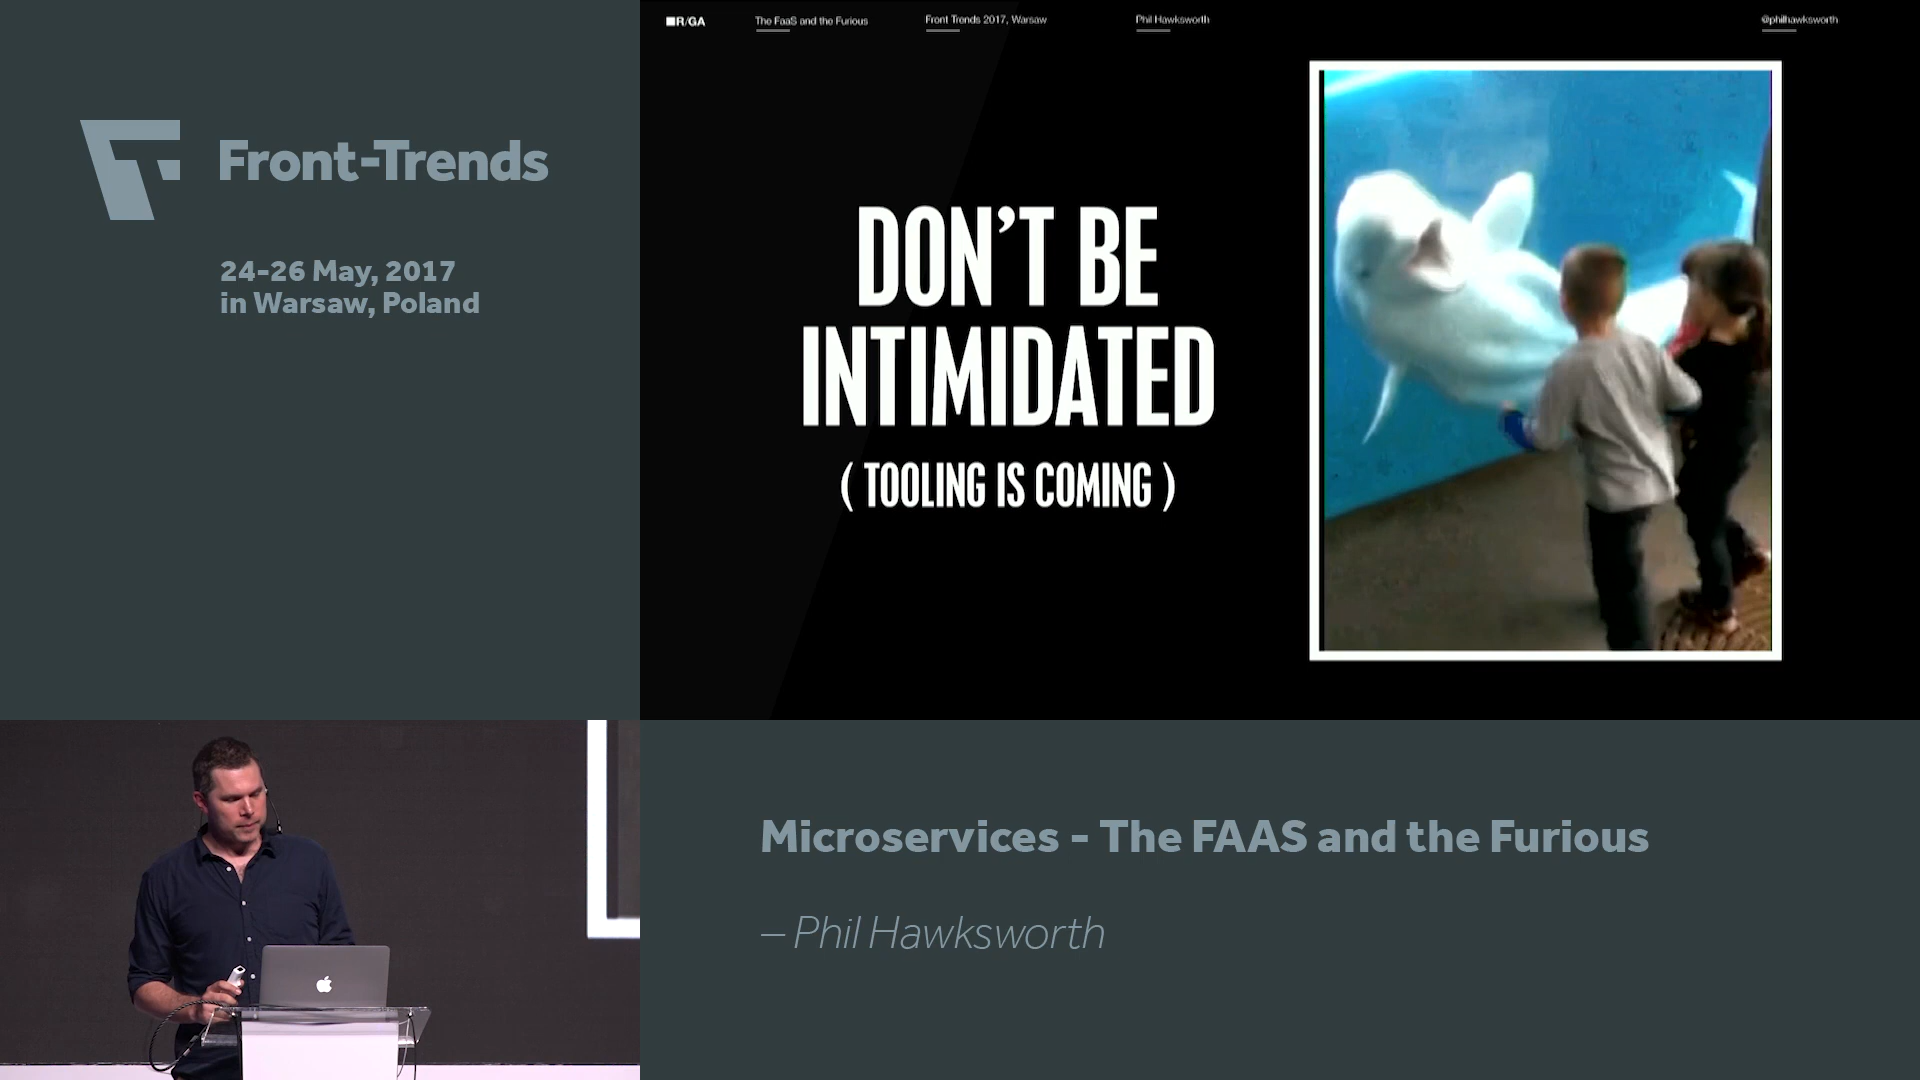 Front-Trends
24-26 May, 2017
in Warsaw, Poland
R/GA
The FaaS and the Furious
Front Trends 2017, Warsaw
Phil Hawksworth
@philhawksworth
DON'T BE
INTIMIDATED
( TOOLING IS COMING )
Microservices - The FAAS and the Furious
– Phil Hawksworth